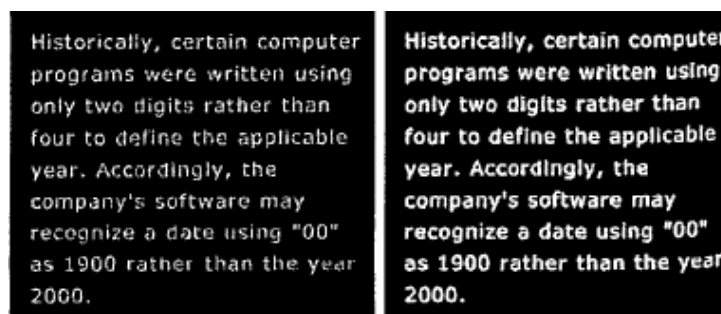 Historically, certain computer
programs were written using
only two digits rather than
four to define the applicable
year. Accordingly, the
company's software may
recognize a date using "00"
as 1900 rather than the year
2000.
Historically, certain computer
programs were written using
only two digits rather than
four to define the applicable
year. Accordingly, the
company's software may
recognize a date using "00"
as 1900 rather than the year
2000.